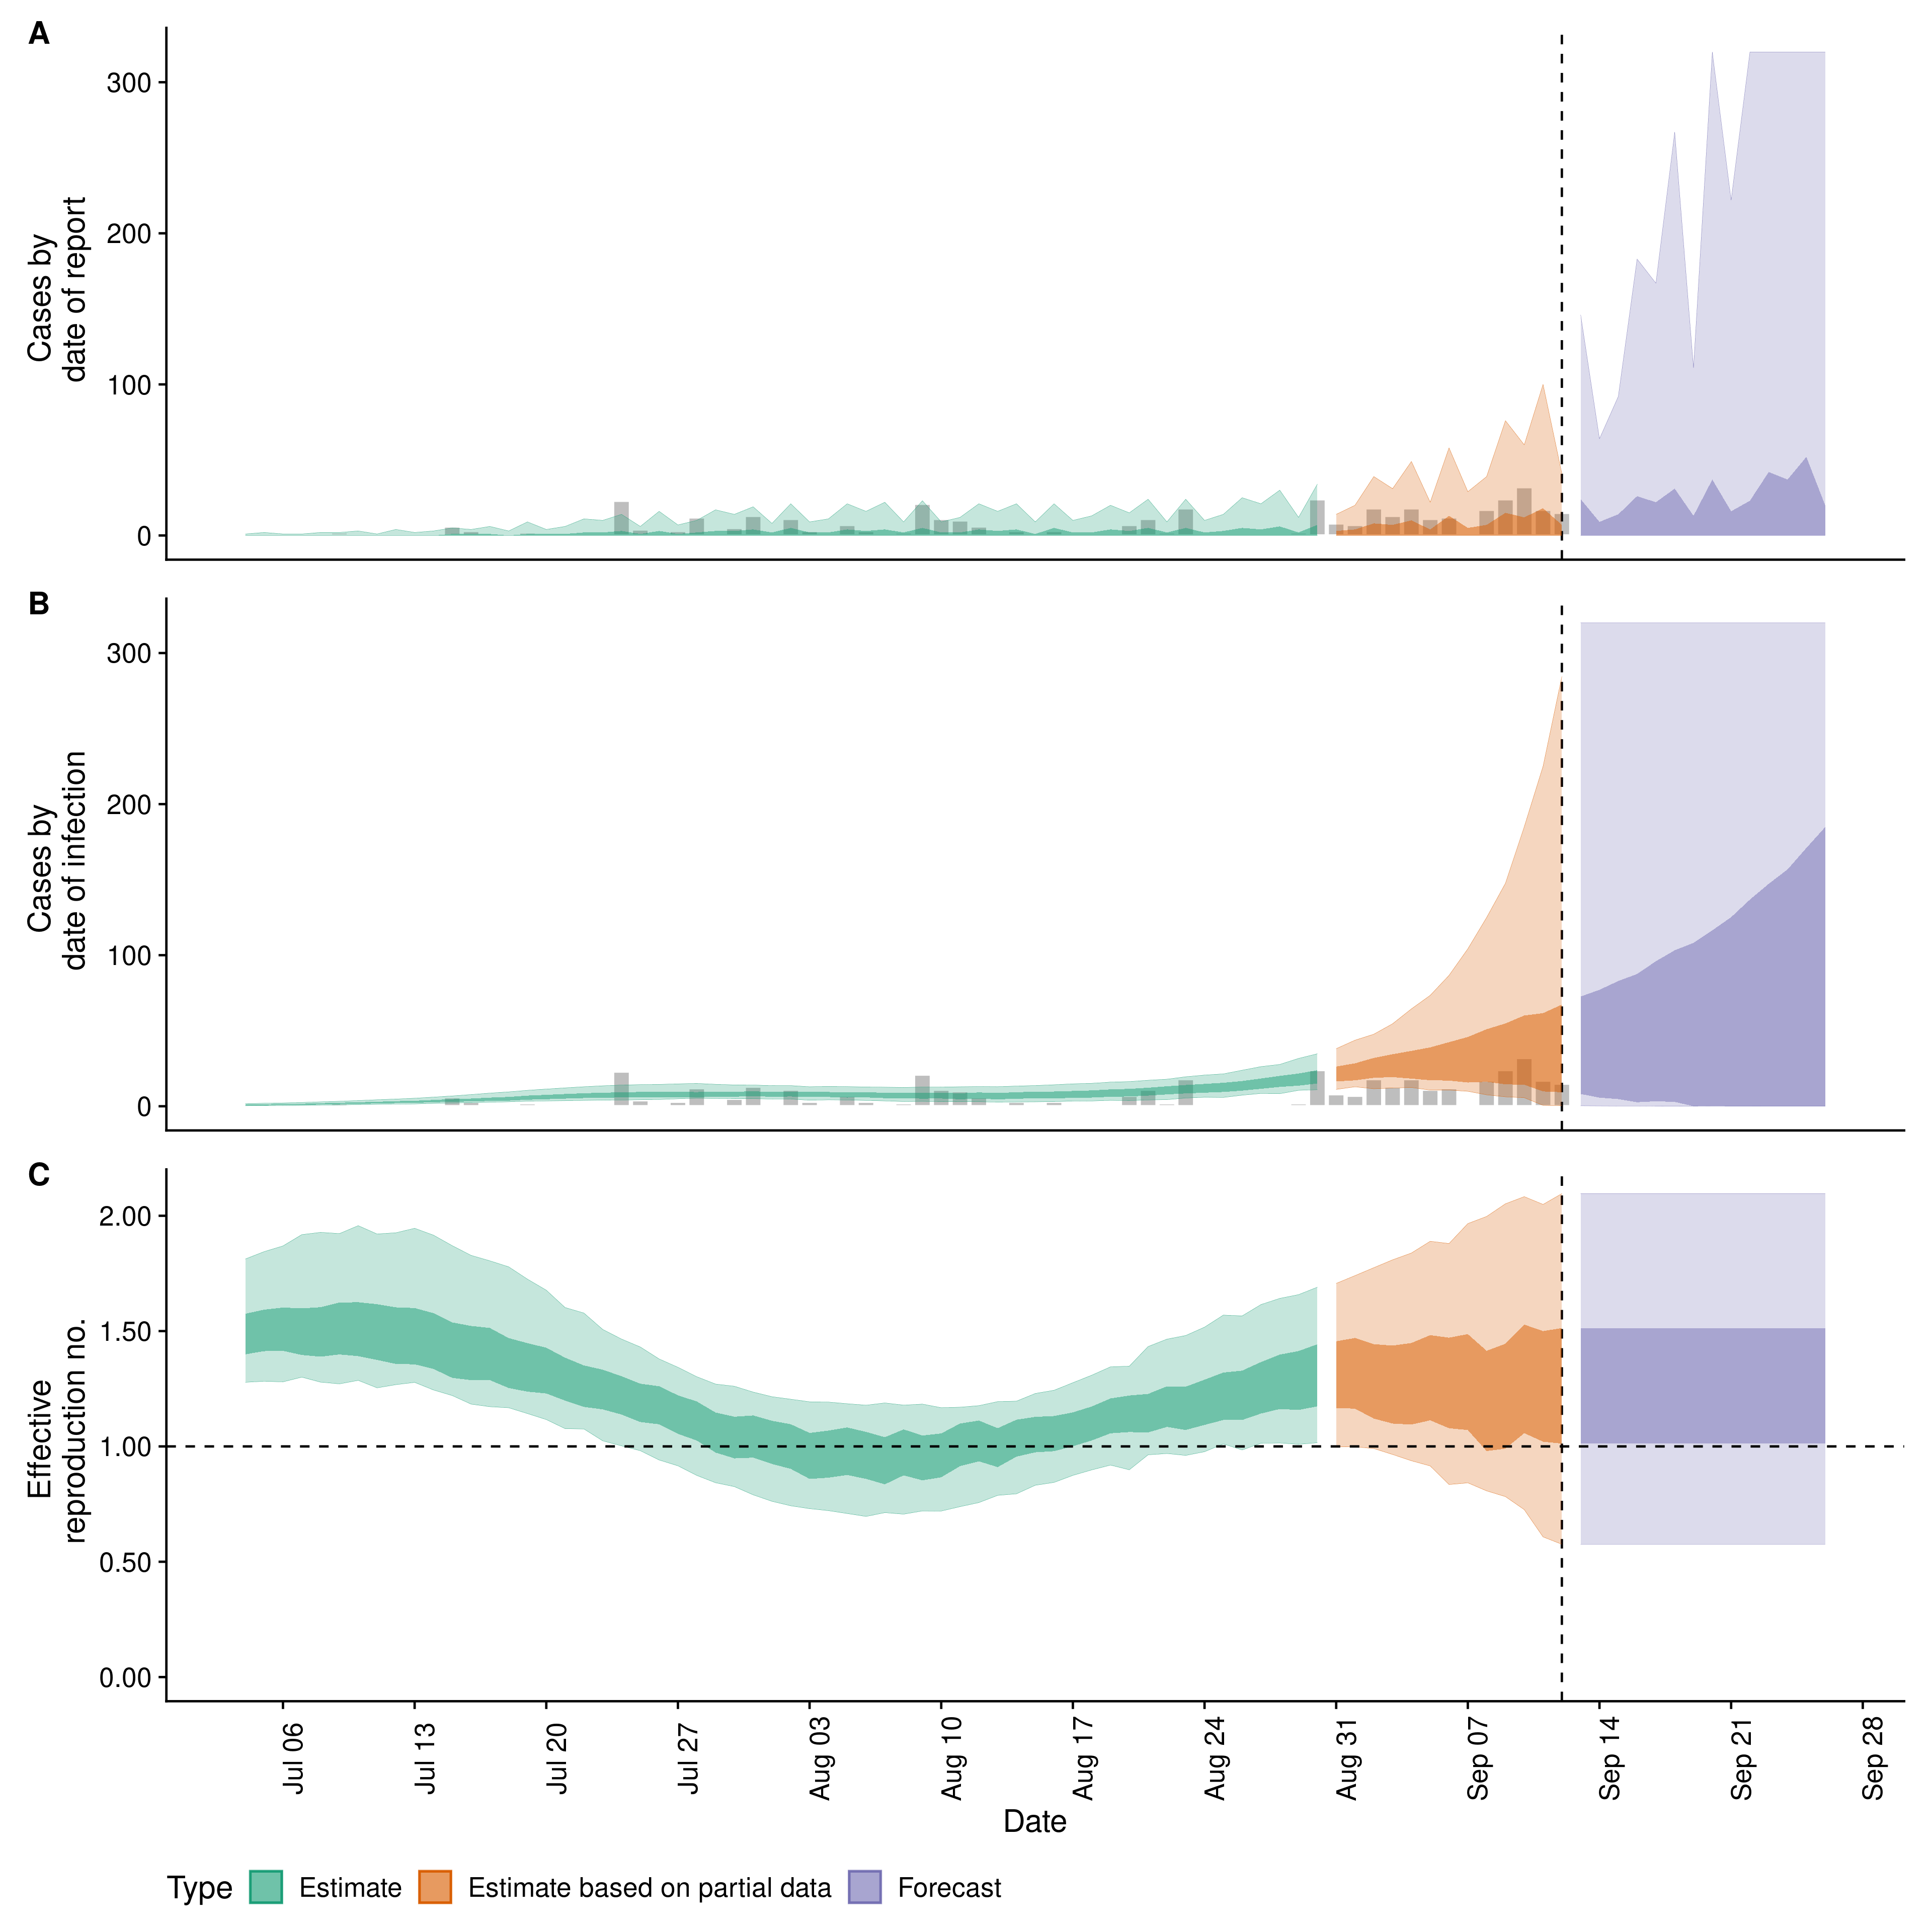 A
Cases by
date of report
300
200
100
0
B
Cases by
date of infection
300
200
100
0
C
Effective
reproduction no.
2.00
1.50
1.00
0.50
0.00
Jul 06
Jul 13
Jul 20
Jul 27
Aug 03
Aug 10
Aug 17
Aug 24
Aug 31
Sep 07
Sep 14
Sep 21
Sep 28
Date
Type Estimate Estimate based on partial data Forecast